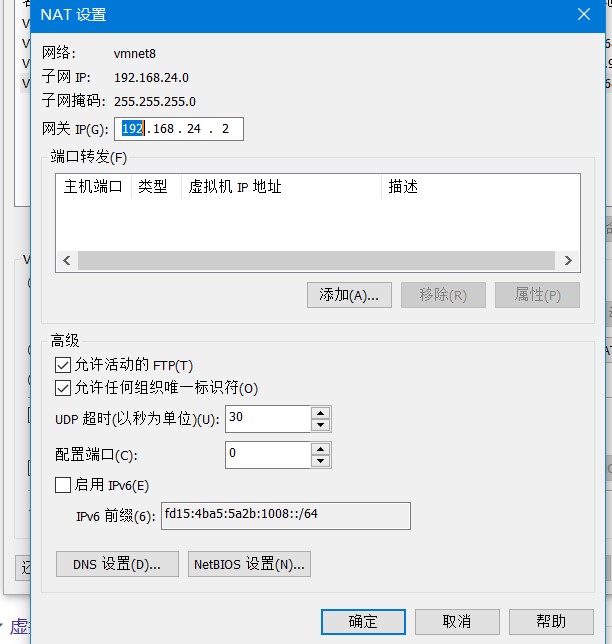 NAT 设置
网络: vmnet8
子网 IP: 192.168.24.0
子网掩码: 255.255.255.0
网关 IP(G): 192.168.24.2
端口转发(F)
主机端口 类型 虚拟机 IP 地址 描述
添加(A)... 移除(R) 属性(P)
高级
允许活动的 FTP(T)
允许任何组织唯一标识符(O)
UDP 超时(以秒为单位)(U): 30
配置端口(C): 0
启用 IPv6(E)
IPv6 前缀(6): fd15:4ba5:5a2b:1008::/64
DNS 设置(D)... NetBIOS 设置(N)...
确定 取消 帮助